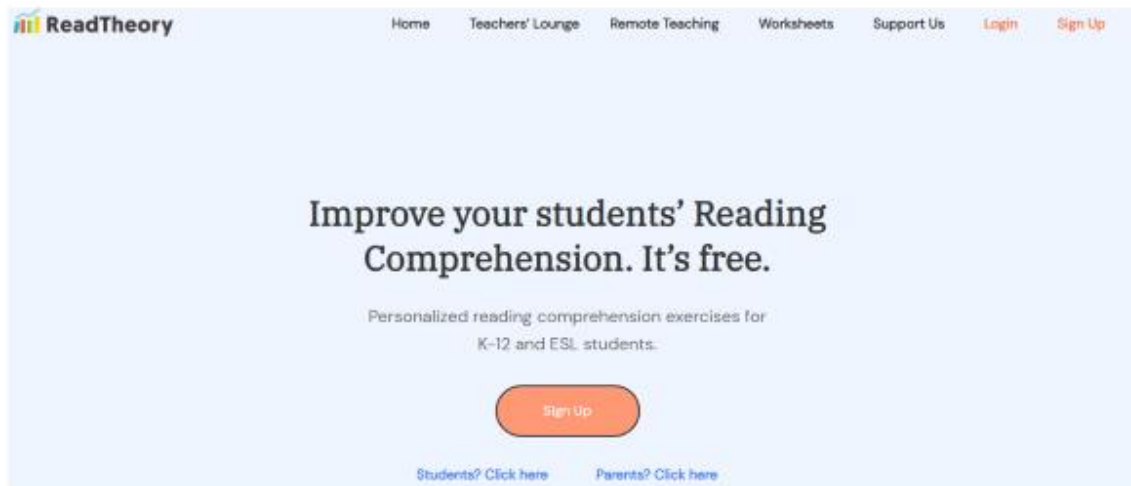 ReadTheory Home Teachers' Lounge Remote Teaching Worksheets Support Us Login Sign Up
Improve your students’ Reading
Comprehension. It’s free.
Personalized reading comprehension exercises for
K-12 and ESL students.
Sign Up
Students? Click here Parents? Click here